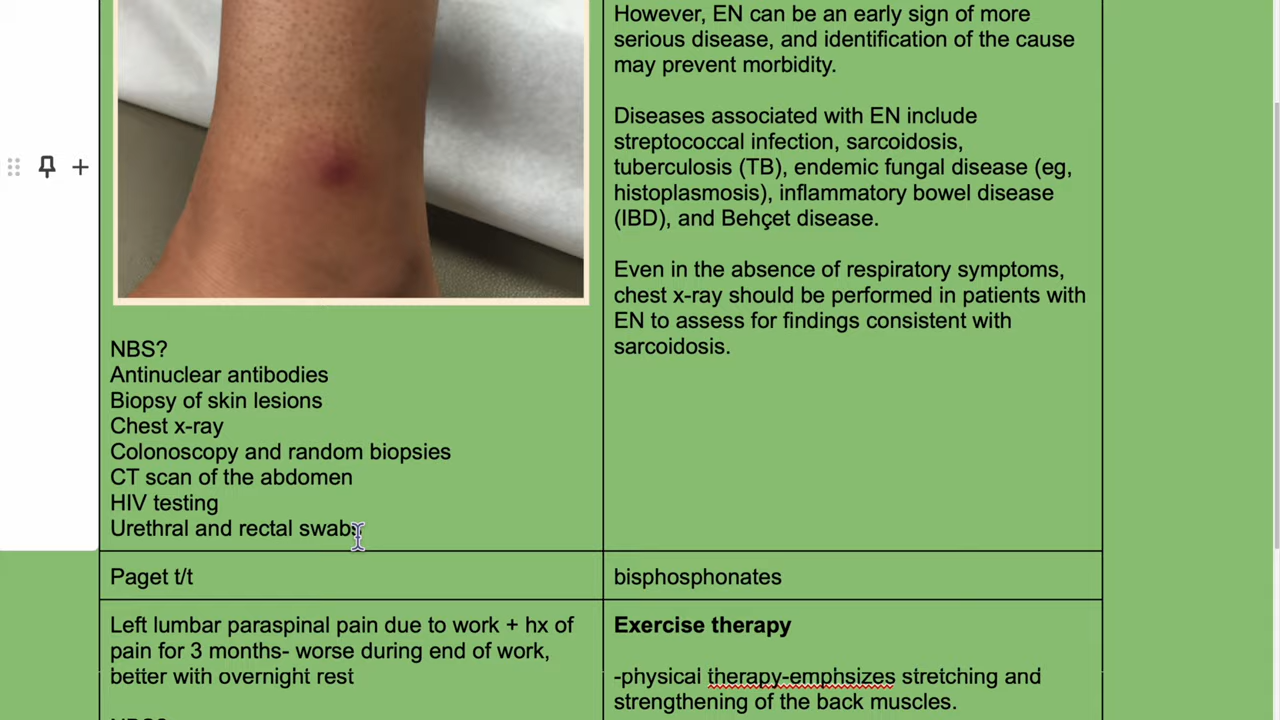 However, EN can be an early sign of more
serious disease, and identification of the cause
may prevent morbidity.
Diseases associated with EN include
streptococcal infection, sarcoidosis,
tuberculosis (TB), endemic fungal disease (eg,
histoplasmosis), inflammatory bowel disease
(IBD), and Behçet disease.
Even in the absence of respiratory symptoms,
chest x-ray should be performed in patients with
EN to assess for findings consistent with
sarcoidosis.
NBS?
Antinuclear antibodies
Biopsy of skin lesions
Chest x-ray
Colonoscopy and random biopsies
CT scan of the abdomen
HIV testing
Urethral and rectal swabs
Paget t/t
bisphosphonates
Left lumbar paraspinal pain due to work + hx of
pain for 3 months- worse during end of work,
better with overnight rest
Exercise therapy
-physical therapy-emphsizes stretching and
strengthening of the back muscles.